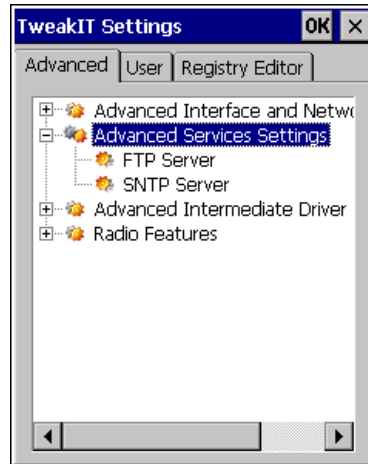 TweakIT Settings OK ×
Advanced User Registry Editor
Advanced Interface and Netw
Advanced Services Settings
FTP Server
SNTP Server
Advanced Intermediate Driver
Radio Features